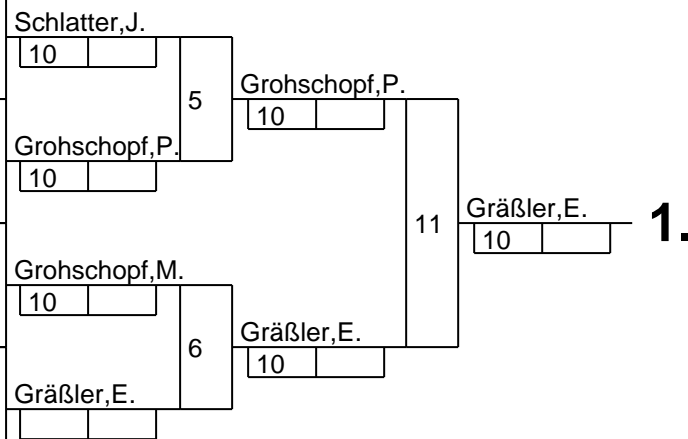 Schlatter,J.
10
5
Grohschopf,P.
10
Grohschopf,P.
10
11
Gräßler,E.
10
1.
Grohschopf,M.
10
6
Gräßler,E.
10
Gräßler,E.